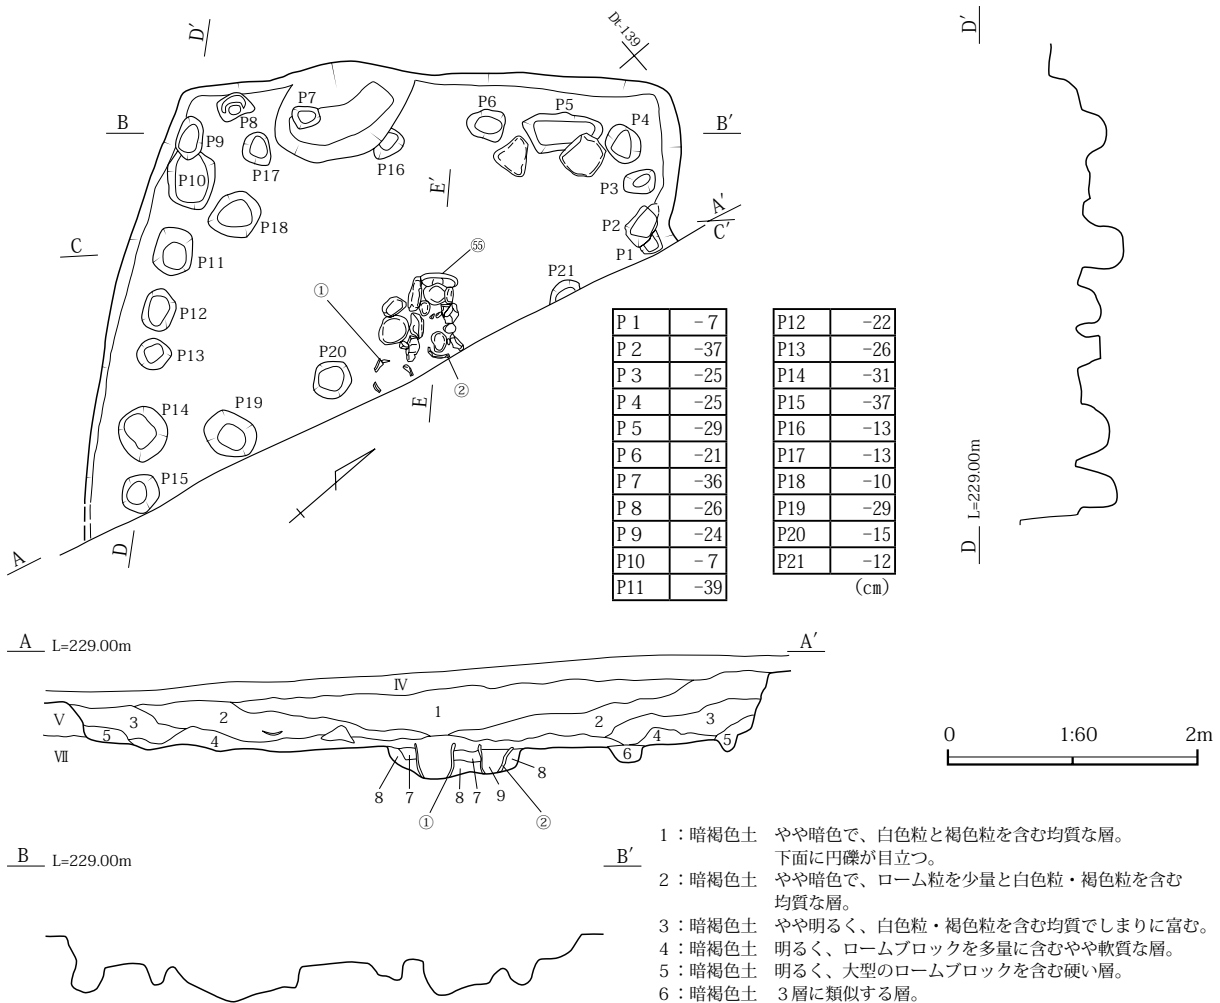 D′
Dt-139
D′
B
P7
P8
P6
P5
P4
B′
P9
P17
P16
P10
E′
P3
P18
A′
C′
P2
P1
C
㊺
P11
①
P21
P12
P13
P20
P14
P19
E
②
P15
A
D
P 1 －7
P 2 －37
P 3 －25
P 4 －25
P 5 －29
P 6 －21
P 7 －36
P 8 －26
P 9 －24
P10 －7
P11 －39
P12 －22
P13 －26
P14 －31
P15 －37
P16 －13
P17 －13
P18 －10
P19 －29
P20 －15
P21 －12
（cm）
D L=229.00m
A L=229.00m A′
Ⅳ
Ⅴ 3 2 1 2 3
5 4 4 5
Ⅶ 6
8
8 7 8 7 9
① ②
0 1:60 2m
B L=229.00m B′
1：暗褐色土 やや暗色で、白色粒と褐色粒を含む均質な層。
下面に円礫が目立つ。
2：暗褐色土 やや暗色で、ローム粒を少量と白色粒・褐色粒を含む
均質な層。
3：暗褐色土 やや明るく、白色粒・褐色粒を含む均質でしまりに富む。
4：暗褐色土 明るく、ロームブロックを多量に含むやや軟質な層。
5：暗褐色土 明るく、大型のロームブロックを含む硬い層。
6：暗褐色土 3層に類似する層。